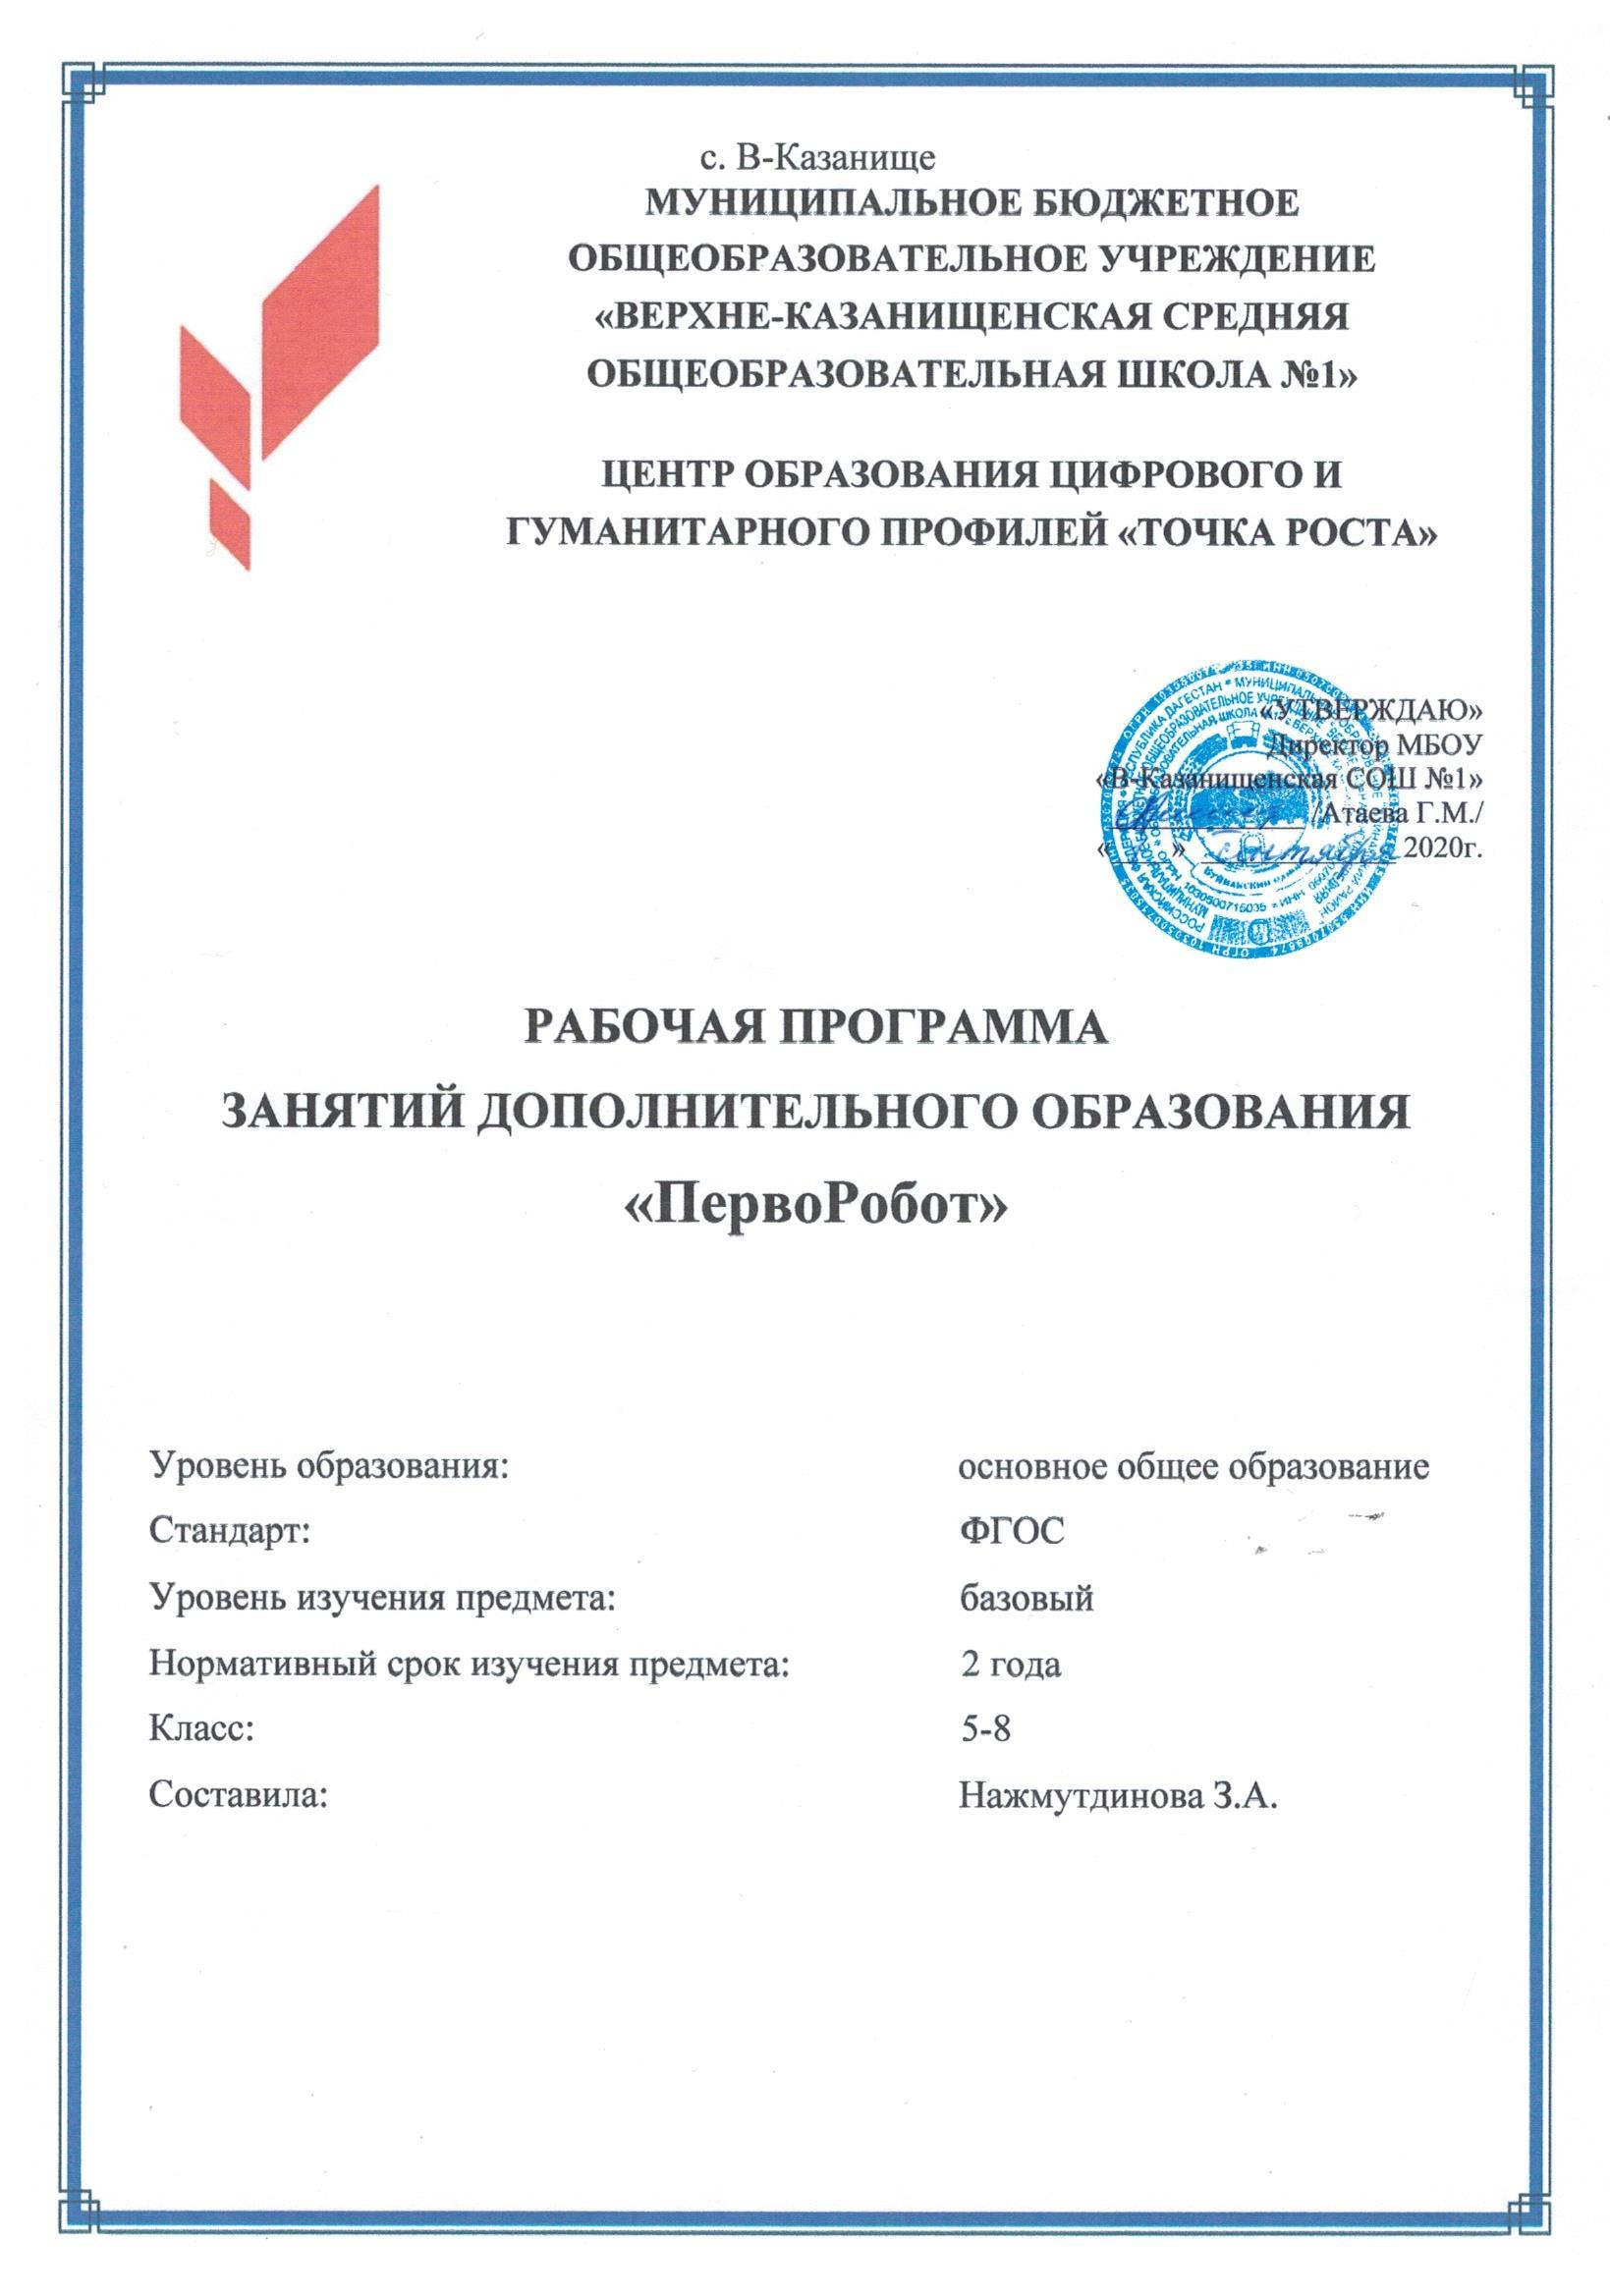 с. В-Казанище
МУНИЦИПАЛЬНОЕ БЮДЖЕТНОЕ
ОБЩЕОБРАЗОВАТЕЛЬНОЕ УЧРЕЖДЕНИЕ
«ВЕРХНЕ-КАЗАНИЩЕНСКАЯ СРЕДНЯЯ
ОБЩЕОБРАЗОВАТЕЛЬНАЯ ШКОЛА №1»
ЦЕНТР ОБРАЗОВАНИЯ ЦИФРОВОГО И
ГУМАНИТАРНОГО ПРОФИЛЕЙ «ТОЧКА РОСТА»
«УТВЕРЖДАЮ»
Директор МБОУ
«В-Казанищенская СОШ №1»
/Атаева Г.М./
« » сентября 2020г.
РАБОЧАЯ ПРОГРАММА
ЗАНЯТИЙ ДОПОЛНИТЕЛЬНОГО ОБРАЗОВАНИЯ
«ПервоРобот»
Уровень образования: основное общее образование
Стандарт: ФГОС
Уровень изучения предмета: базовый
Нормативный срок изучения предмета: 2 года
Класс: 5-8
Составила: Нажмутдинова З.А.